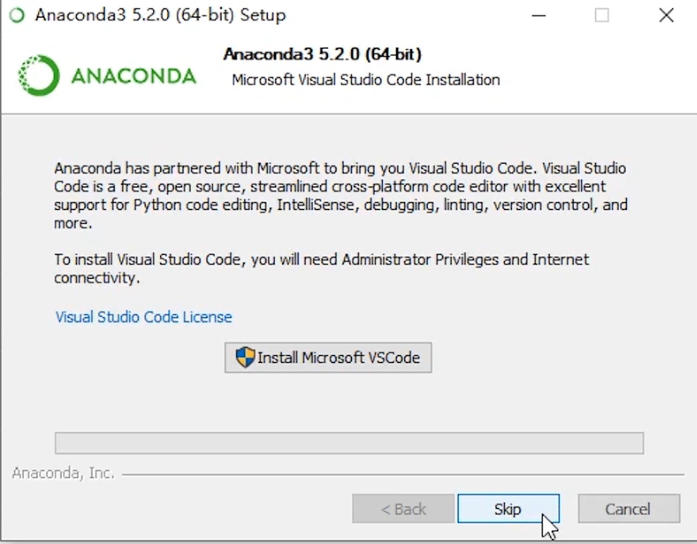 Anaconda3 5.2.0 (64-bit) Setup
Anaconda3 5.2.0 (64-bit)
ANACONDA
Microsoft Visual Studio Code Installation
Anaconda has partnered with Microsoft to bring you Visual Studio Code. Visual Studio
Code is a free, open source, streamlined cross-platform code editor with excellent
support for Python code editing, IntelliSense, debugging, linting, version control, and
more.
To install Visual Studio Code, you will need Administrator Privileges and Internet
connectivity.
Visual Studio Code License
Install Microsoft VSCode
Anaconda, Inc.
< Back
Skip
Cancel